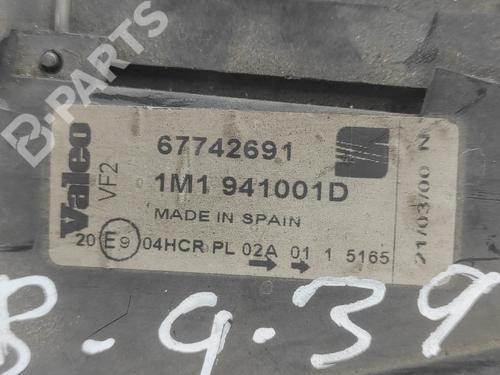 B-PARTS
Valeo
VF2
67742691
1M1 941001D
MADE IN SPAIN
20 E9 04HCR PL 02A 01 1 5165
21/03/00 N
8-9-39